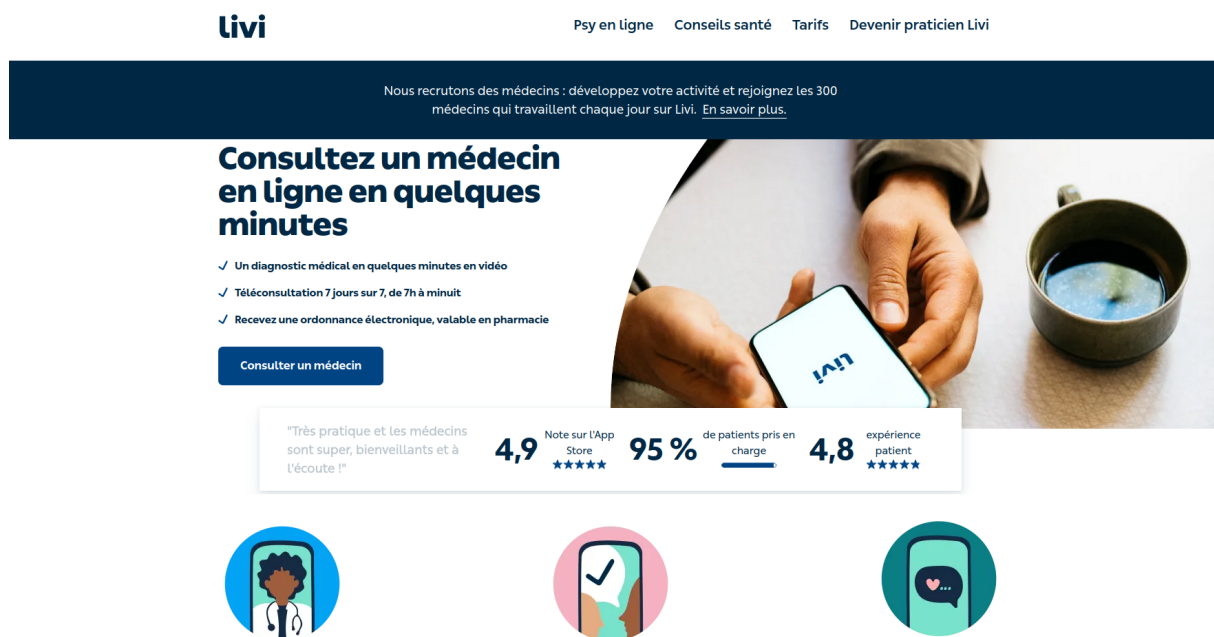 Livi
Psy en ligne Conseils santé Tarifs Devenir praticien Livi
Nous recrutons des médecins : développez votre activité et rejoignez les 300
médecins qui travaillent chaque jour sur Livi. En savoir plus.
Consultez un médecin
en ligne en quelques
minutes
Un diagnostic médical en quelques minutes en vidéo
Téléconsultation 7 jours sur 7, de 7h à minuit
Recevez une ordonnance électronique, valable en pharmacie
Consulter un médecin
Livi
"Très pratique et les médecins
sont super, bienveillants et à
l'écoute !"
4,9
Note sur l'App
Store
95 %
de patients pris en
charge
4,8
expérience
patient